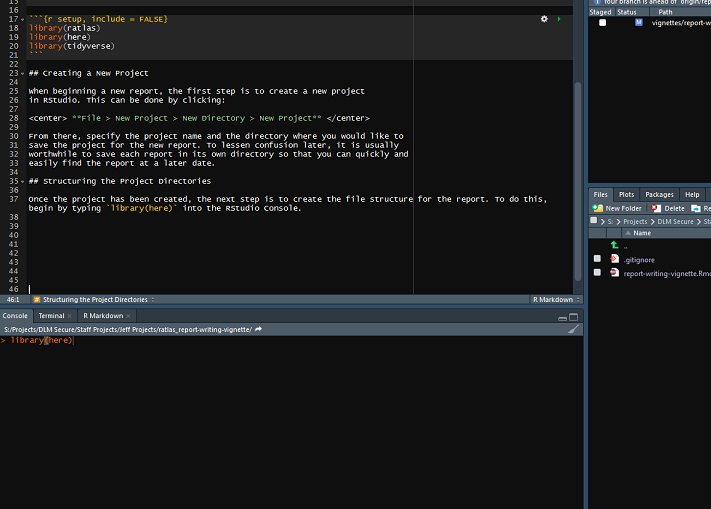 Your branch is ahead of 'origin/rep
Staged Status Path
M vignettes/report-w
15
16
17 ```{r setup, include = FALSE}
18 library(ratlas)
19 library(here)
20 library(tidyverse)
21 ```
22
23 ## Creating a New Project
24
25 When beginning a new report, the first step is to create a new project
26 in RStudio. This can be done by clicking:
27
28 <center> **File > New Project > New Directory > New Project** </center>
29
30 From there, specify the project name and the directory where you would like to
31 save the project for the new report. To lessen confusion later, it is usually
32 worthwhile to save each report in its own directory so that you can quickly and
33 easily find the report at a later date.
34
35 ## Structuring the Project Directories
36
37 Once the project has been created, the next step is to create the file structure for the report. To do this,
begin by typing `library(here)` into the RStudio Console.
38
39
40
41
42
43
44
45
46
46:1 # Structuring the Project Directories R Markdown
Console Terminal R Markdown
S:/Projects/DLM Secure/Staff Projects/Jeff Projects/ratlas_report-writing-vignette/
> library(here)
Files Plots Packages Help
New Folder Delete Re
S: Projects DLM Secure Sta
Name
..
.gitignore
report-writing-vignette.Rmd